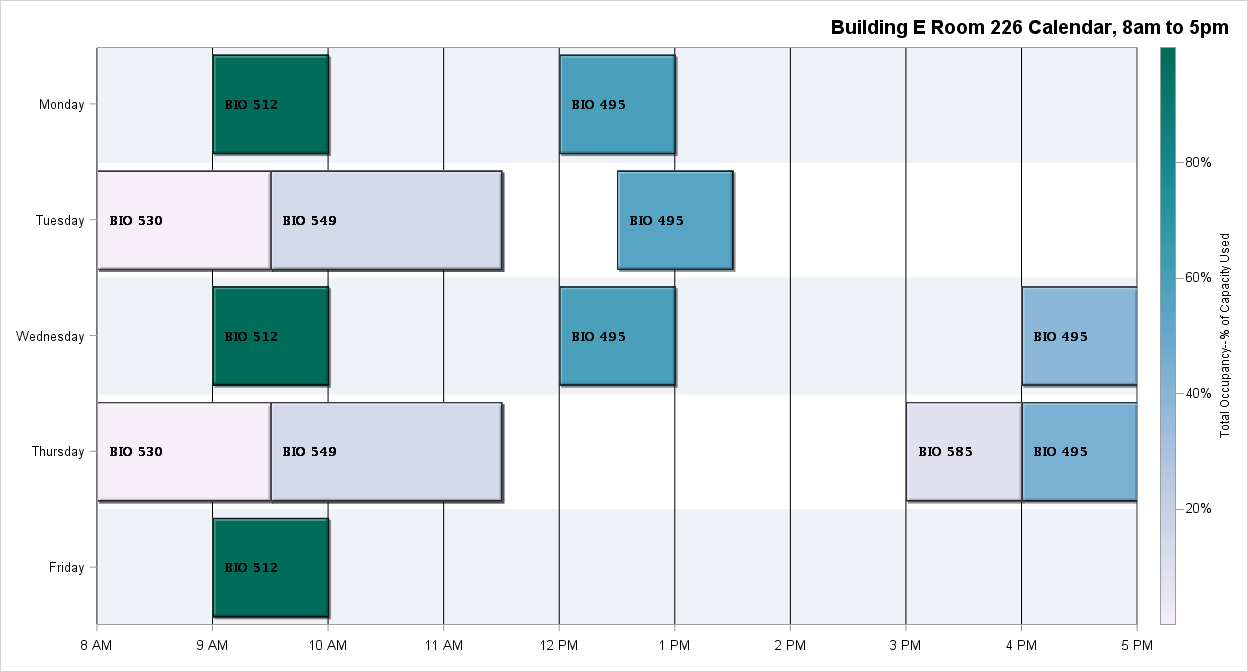 Building E Room 226 Calendar, 8am to 5pm
Monday
BIO 512
BIO 495
80%
Tuesday
BIO 530
BIO 549
BIO 495
60%
Total Occupancy--% of Capacity Used
Wednesday
BIO 512
BIO 495
BIO 495
40%
Thursday
BIO 530
BIO 549
BIO 585
BIO 495
20%
Friday
BIO 512
8 AM
9 AM
10 AM
11 AM
12 PM
1 PM
2 PM
3 PM
4 PM
5 PM